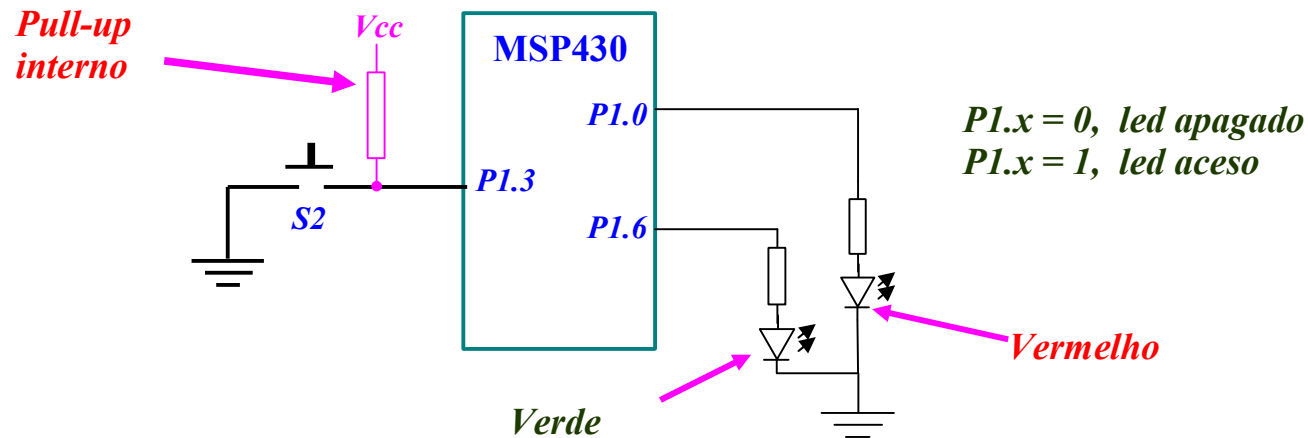 Pull-up
interno
Vcc
MSP430
P1.0
P1.x = 0, led apagado
P1.x = 1, led aceso
P1.3
S2
P1.6
Vermelho
Verde